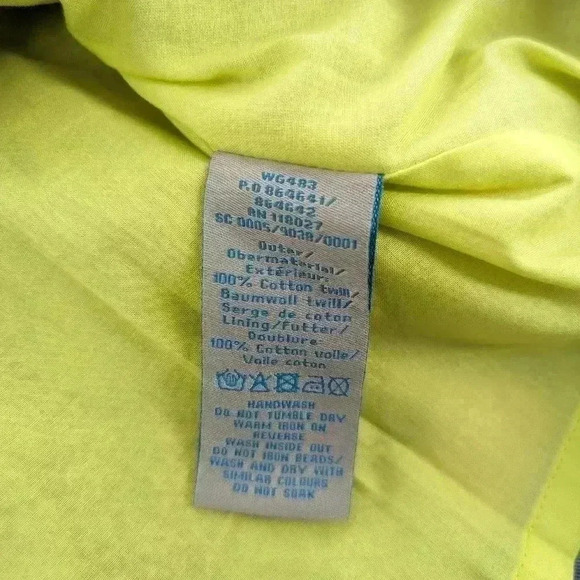 WG483
P.O 864641/
864642
RN 118027
SC 0005/9039/0001
Outer/
Obermaterial/
Extérieur:
100% Cotton twill/
Baumwoll twill/
Serge de coton
Lining/Futter/
Doublure:
100% Cotton voile/
Voile coton
HANDWASH
DO NOT TUMBLE DRY
WARM IRON ON
REVERSE
WASH INSIDE OUT
DO NOT IRON BEADS/
WASH AND DRY WITH
SIMILAR COLOURS
DO NOT SOAK